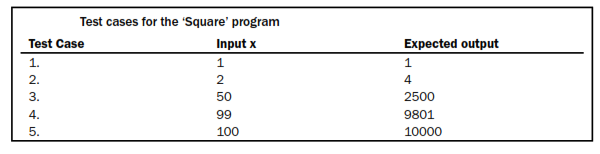 Test cases for the ‘Square’ program
Test Case Input x Expected output
1. 1 1
2. 2 4
3. 50 2500
4. 99 9801
5. 100 10000